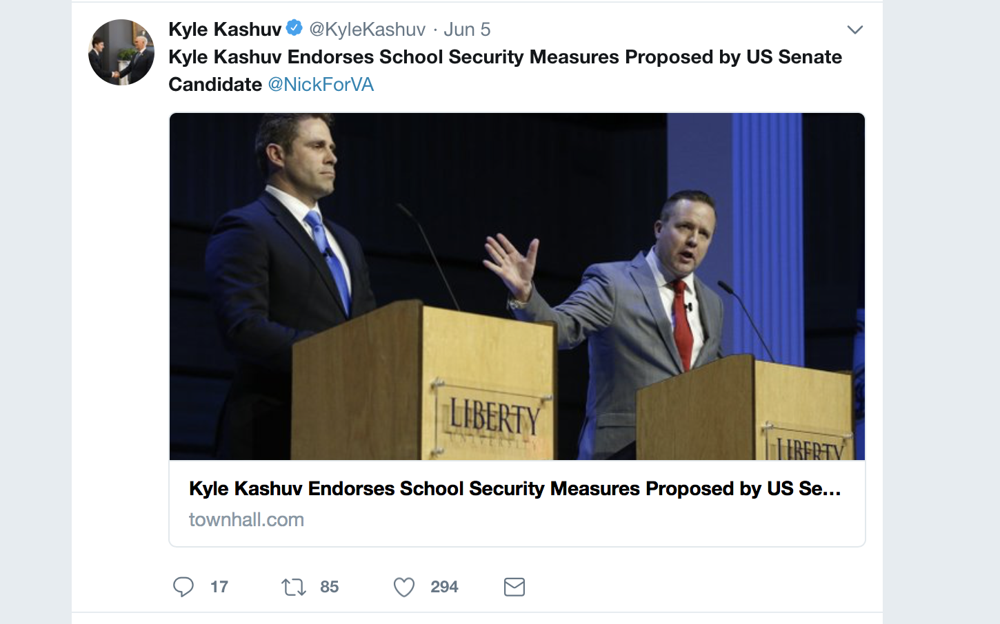 Kyle Kashuv @KyleKashuv · Jun 5
Kyle Kashuv Endorses School Security Measures Proposed by US Senate
Candidate @NickForVA
LIBERTY
UNIVERSITY
LIBERTY
Kyle Kashuv Endorses School Security Measures Proposed by US Se...
townhall.com
17 85 294